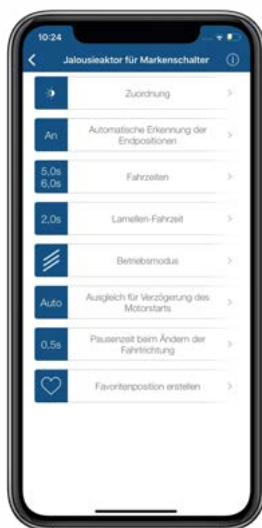 10:24
Jalousieaktor für Markenschalter
Zuordnung
An
Automatische Erkennung der
Endpositionen
5,0s
6,0s
Fahrzeiten
2,0s
Lamellen-Fahrzeit
Betriebsmodus
Auto
Ausgleich für Verzögerung des
Motorstarts
0,5s
Pausenzeit beim Ändern der
Fahrtrichtung
Favoritenposition erstellen